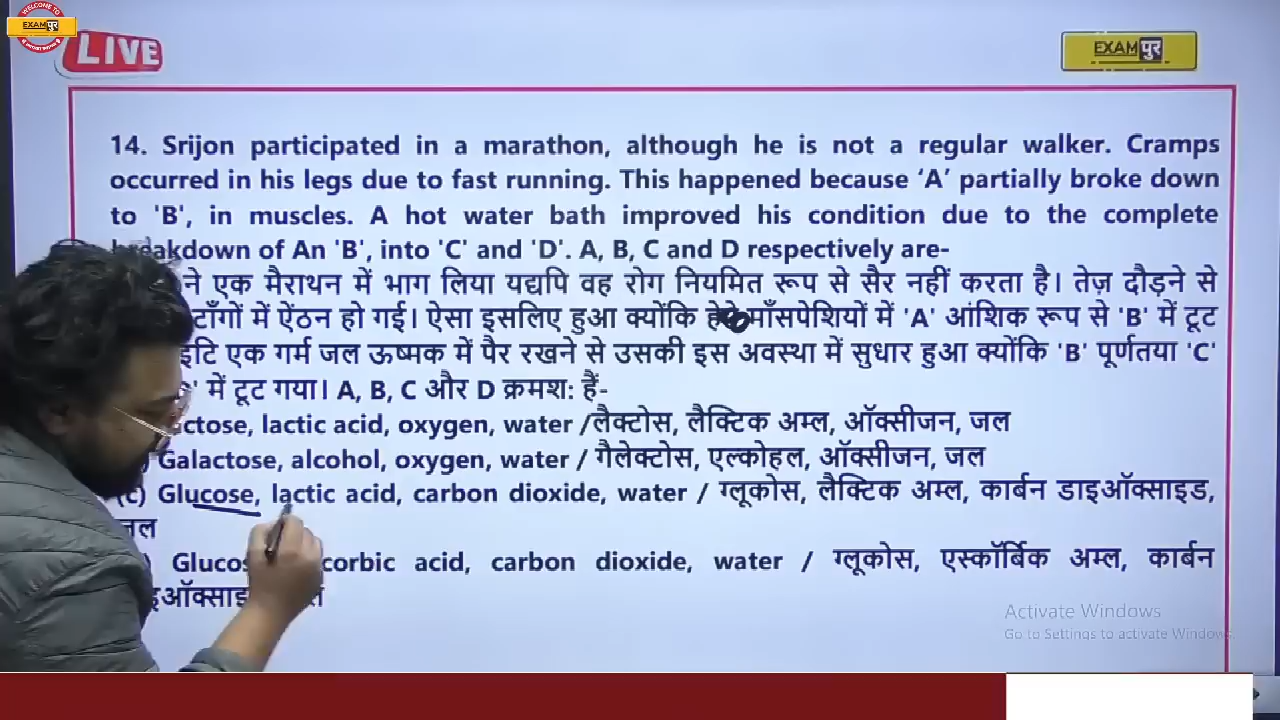 WELCOME TO
EXAMपुर
LIVE
EXAMपुर
14. Srijon participated in a marathon, although he is not a regular walker. Cramps
occurred in his legs due to fast running. This happened because ‘A’ partially broke down
to 'B', in muscles. A hot water bath improved his condition due to the complete
breakdown of An 'B', into 'C' and 'D'. A, B, C and D respectively are-
ने एक मैराथन में भाग लिया यद्यपि वह रोग नियमित रूप से सैर नहीं करता है। तेज़ दौड़ने से
टाँगों में ऐंठन हो गई। ऐसा इसलिए हुआ क्योंकि माँसपेशियों में 'A' आंशिक रूप से 'B' में टूट
एक गर्म जल ऊष्मक में पैर रखने से उसकी इस अवस्था में सुधार हुआ क्योंकि 'B' पूर्णतया 'C'
' में टूट गया। A, B, C और D क्रमश: हैं-
lactic acid, oxygen, water /लैक्टोस, लैक्टिक अम्ल, ऑक्सीजन, जल
Galactose, alcohol, oxygen, water / गैलेक्टोस, एल्कोहल, ऑक्सीजन, जल
(c) Glucose, lactic acid, carbon dioxide, water / ग्लूकोस, लैक्टिक अम्ल, कार्बन डाइऑक्साइड,
जल
acid, carbon dioxide, water / ग्लूकोस, एस्कॉर्बिक अम्ल, कार्बन
Activate Windows
Go to Settings to activate Windows.